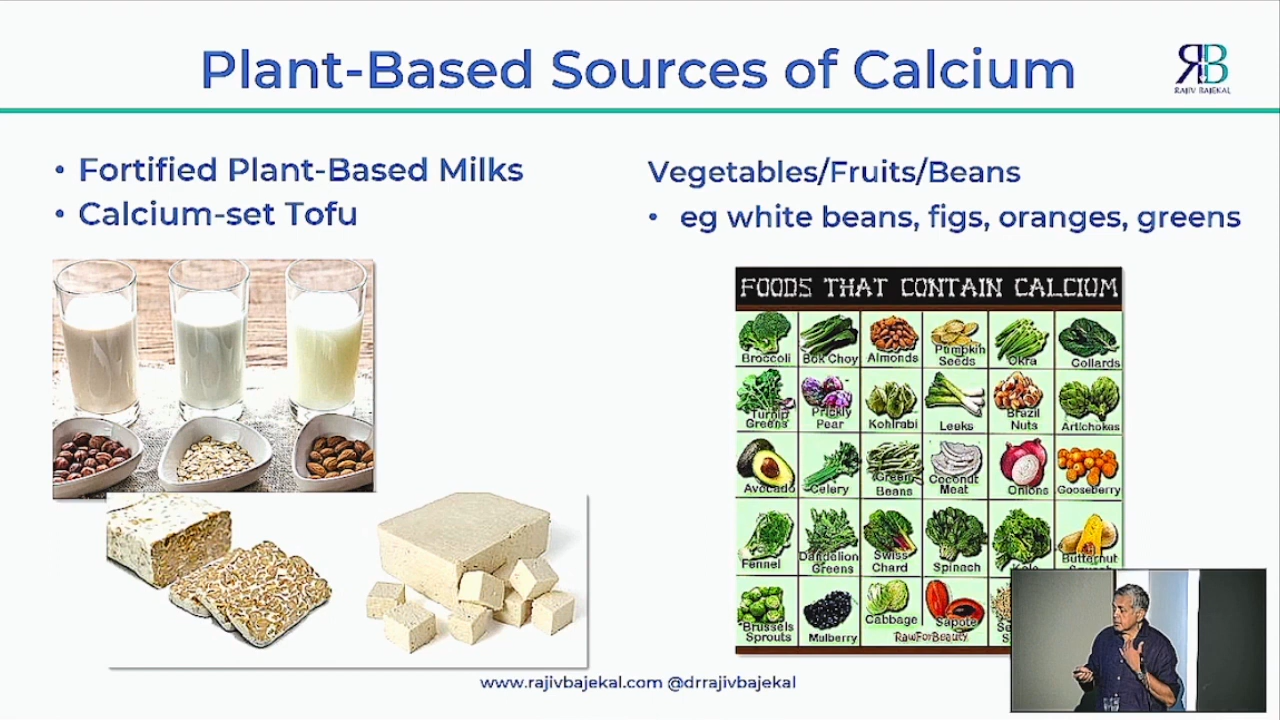 Plant-Based Sources of Calcium
RB
RAJIV BAJEKAL
• Fortified Plant-Based Milks
• Calcium-set Tofu
Vegetables/Fruits/Beans
• eg white beans, figs, oranges, greens
FOODS THAT CONTAIN CALCIUM
Broccoli
Bok Choy
Almonds
Pumpkin
Seeds
Okra
Collards
Turnip
Greens
Prickly
Pear
Kohlrabi
Leeks
Brazil
Nuts
Artichokes
Avocado
Celery
Green
Beans
Coconut
Meat
Onions
Gooseberry
Fennel
Dandelion
Greens
Swiss
Chard
Spinach
Kale
Butternut
Brussels
Sprouts
Mulberry
Cabbage
Sapote
RawForBeauty
www.rajivbajekal.com @drrajivbajekal